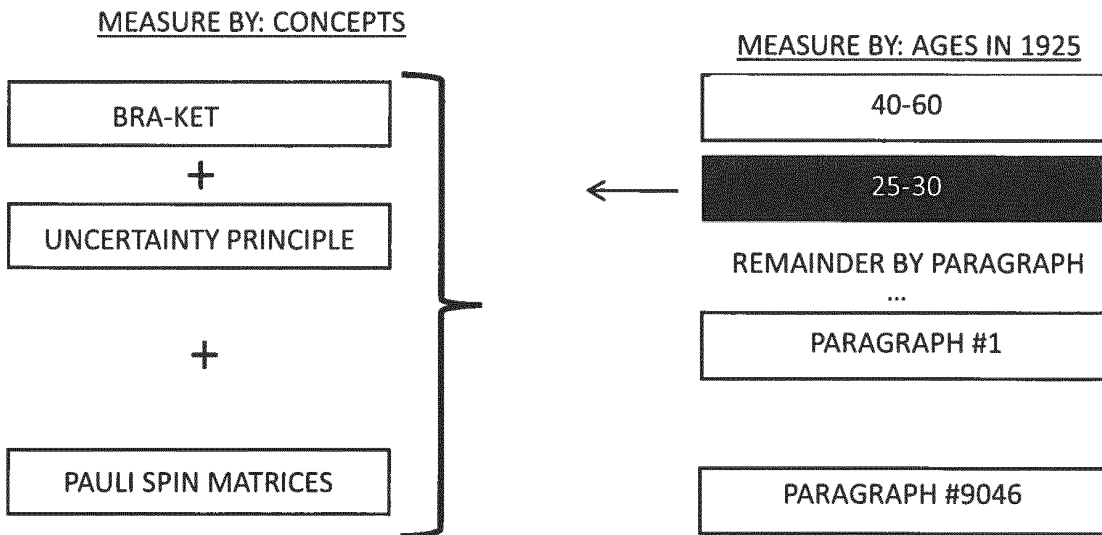 MEASURE BY: CONCEPTS
BRA-KET
+
UNCERTAINTY PRINCIPLE
+
PAULI SPIN MATRICES
MEASURE BY: AGES IN 1925
40-60
25-30
REMAINDER BY PARAGRAPH
...
PARAGRAPH #1
PARAGRAPH #9046